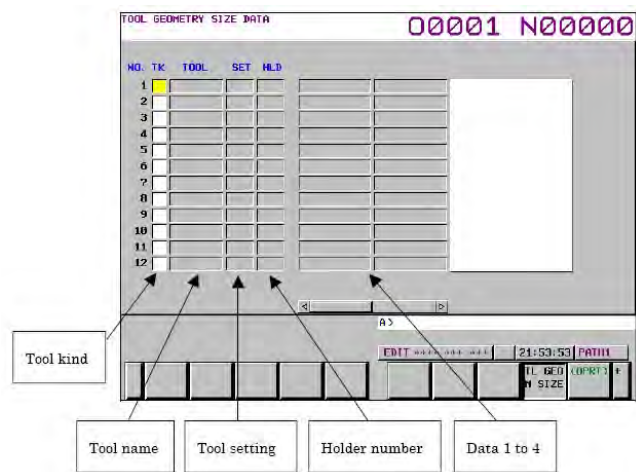 TOOL GEOMETRY SIZE DATA
O0001 N00000
NO. TK TOOL SET HLD
1
2
3
4
5
6
7
8
9
10
11
12
A>
EDIT **** *** *** 21:53:53 PATH1
TL GEO
N SIZE
(OPRT) +
Tool kind
Tool name
Tool setting
Holder number
Data 1 to 4